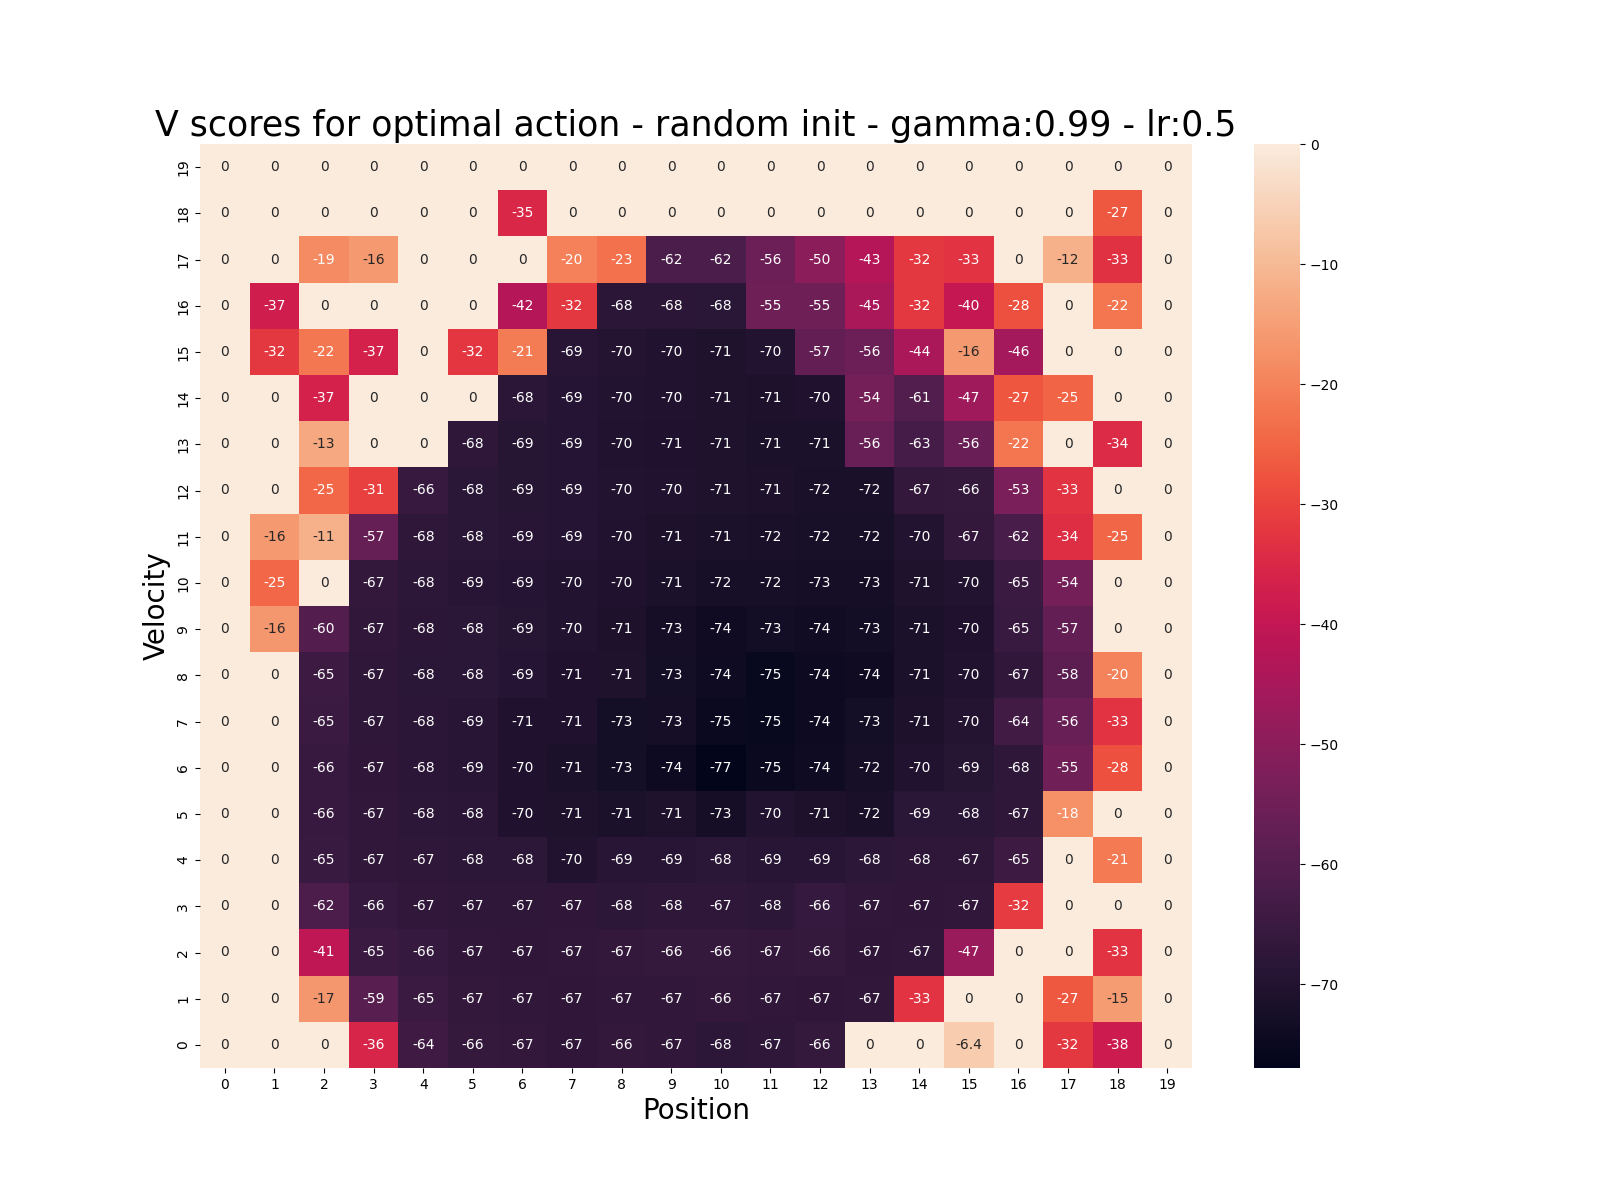 V scores for optimal action - random init - gamma:0.99 - lr:0.5
19 0 0 0 0 0 0 0 0 0 0 0 0 0 0 0 0 0 0 0 0
18 0 0 0 0 0 0 -35 0 0 0 0 0 0 0 0 0 0 0 -27 0
17 0 0 -19 -16 0 0 0 -20 -23 -62 -62 -56 -50 -43 -32 -33 0 -12 -33 0
16 0 -37 0 0 0 0 -42 -32 -68 -68 -68 -55 -55 -45 -32 -40 -28 0 -22 0
15 0 -32 -22 -37 0 -32 -21 -69 -70 -70 -71 -70 -57 -56 -44 -16 -46 0 0 0
14 0 0 -37 0 0 0 -68 -69 -70 -70 -71 -71 -70 -54 -61 -47 -27 -25 0 0
13 0 0 -13 0 0 -68 -69 -69 -70 -71 -71 -71 -71 -56 -63 -56 -22 0 -34 0
12 0 0 -25 -31 -66 -68 -69 -69 -70 -70 -71 -71 -72 -72 -67 -66 -53 -33 0 0
11 0 -16 -11 -57 -68 -68 -69 -69 -70 -71 -71 -72 -72 -72 -70 -67 -62 -34 -25 0
10 0 -25 0 -67 -68 -69 -69 -70 -70 -71 -72 -72 -73 -73 -71 -70 -65 -54 0 0
9 0 -16 -60 -67 -68 -68 -69 -70 -71 -73 -74 -73 -74 -73 -71 -70 -65 -57 0 0
8 0 0 -65 -67 -68 -68 -69 -71 -71 -73 -74 -75 -74 -74 -71 -70 -67 -58 -20 0
7 0 0 -65 -67 -68 -69 -71 -71 -73 -73 -75 -75 -74 -73 -71 -70 -64 -56 -33 0
6 0 0 -66 -67 -68 -69 -70 -71 -73 -74 -77 -75 -74 -72 -70 -69 -68 -55 -28 0
5 0 0 -66 -67 -68 -68 -70 -71 -71 -71 -73 -70 -71 -72 -69 -68 -67 -18 0 0
4 0 0 -65 -67 -67 -68 -68 -70 -69 -69 -68 -69 -69 -68 -68 -67 -65 0 -21 0
3 0 0 -62 -66 -67 -67 -67 -67 -68 -68 -67 -68 -66 -67 -67 -67 -32 0 0 0
2 0 0 -41 -65 -66 -67 -67 -67 -67 -66 -66 -67 -66 -67 -67 -47 0 0 -33 0
1 0 0 -17 -59 -65 -67 -67 -67 -67 -67 -66 -67 -67 -67 -33 0 0 -27 -15 0
0 0 0 0 -36 -64 -66 -67 -67 -66 -67 -68 -67 -66 0 0 -6.4 0 -32 -38 0
0 1 2 3 4 5 6 7 8 9 10 11 12 13 14 15 16 17 18 19
Position
Velocity
0
−10
−20
−30
−40
−50
−60
−70